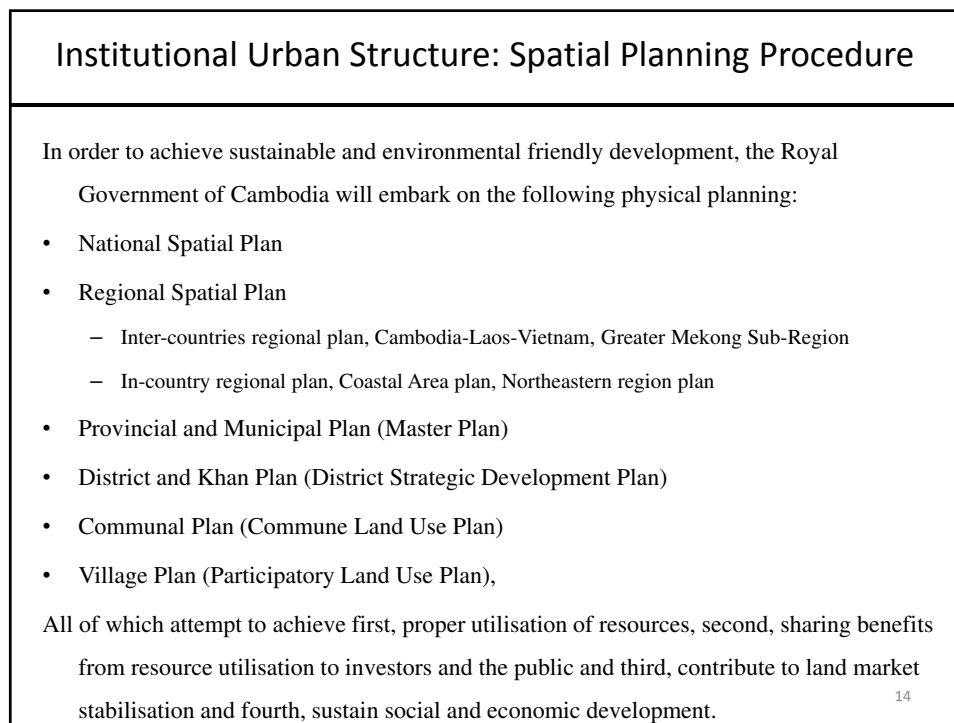 Institutional Urban Structure: Spatial Planning Procedure
In order to achieve sustainable and environmental friendly development, the Royal
Government of Cambodia will embark on the following physical planning:
• National Spatial Plan
• Regional Spatial Plan
– Inter-countries regional plan, Cambodia-Laos-Vietnam, Greater Mekong Sub-Region
– In-country regional plan, Coastal Area plan, Northeastern region plan
• Provincial and Municipal Plan (Master Plan)
• District and Khan Plan (District Strategic Development Plan)
• Communal Plan (Commune Land Use Plan)
• Village Plan (Participatory Land Use Plan),
All of which attempt to achieve first, proper utilisation of resources, second, sharing benefits
from resource utilisation to investors and the public and third, contribute to land market
stabilisation and fourth, sustain social and economic development.
14